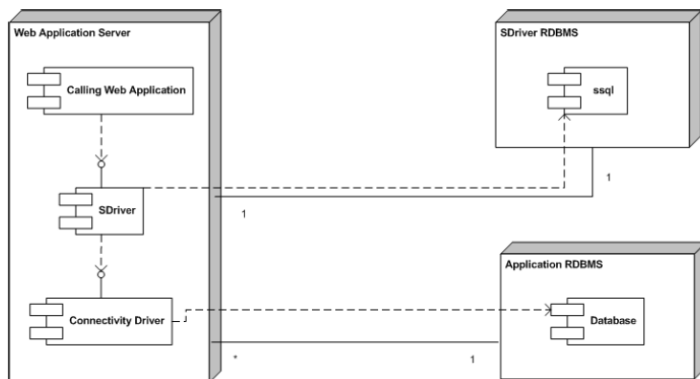 Web Application Server
SDriver RDBMS
Calling Web Application
ssql
SDriver
1
1
Application RDBMS
Connectivity Driver
Database
*
1